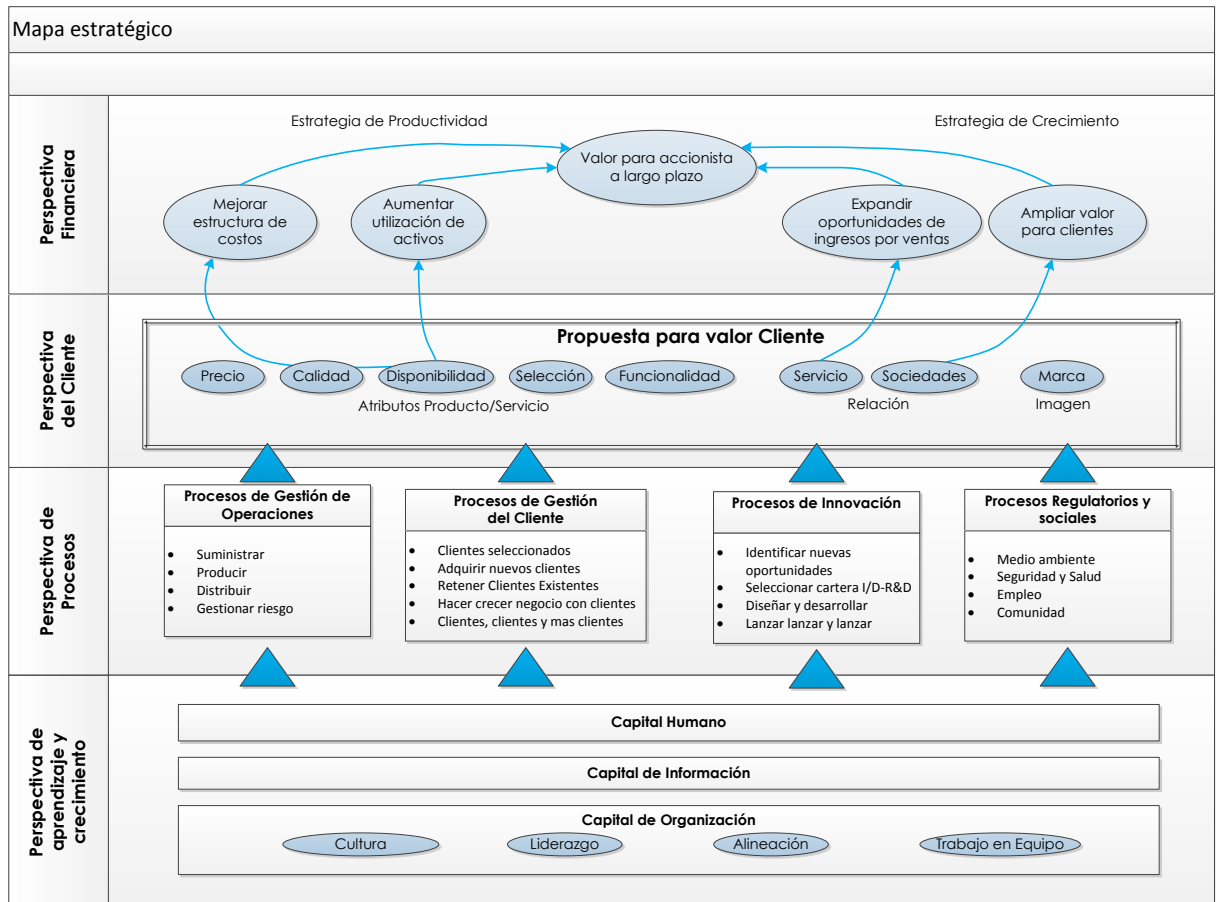 Mapa estratégico
Perspectiva
Financiera
Estrategia de Productividad
Estrategia de Crecimiento
Valor para accionista
a largo plazo
Mejorar
estructura de
costos
Aumentar
utilización de
activos
Expandir
oportunidades de
ingresos por ventas
Ampliar valor
para clientes
Perspectiva
del Cliente
Propuesta para valor Cliente
Precio
Calidad
Disponibilidad
Selección
Funcionalidad
Servicio
Sociedades
Marca
Atributos Producto/Servicio
Relación
Imagen
Perspectiva de
Procesos
Procesos de Gestión de
Operaciones
• Suministrar
• Producir
• Distribuir
• Gestionar riesgo
Procesos de Gestión
del Cliente
• Clientes seleccionados
• Adquirir nuevos clientes
• Retener Clientes Existentes
• Hacer crecer negocio con clientes
• Clientes, clientes y mas clientes
Procesos de Innovación
• Identificar nuevas
oportunidades
• Seleccionar cartera I/D-R&D
• Diseñar y desarrollar
• Lanzar lanzar y lanzar
Procesos Regulatorios y
sociales
• Medio ambiente
• Seguridad y Salud
• Empleo
• Comunidad
Perspectiva de
aprendizaje y
crecimiento
Capital Humano
Capital de Información
Capital de Organización
Cultura
Liderazgo
Alineación
Trabajo en Equipo